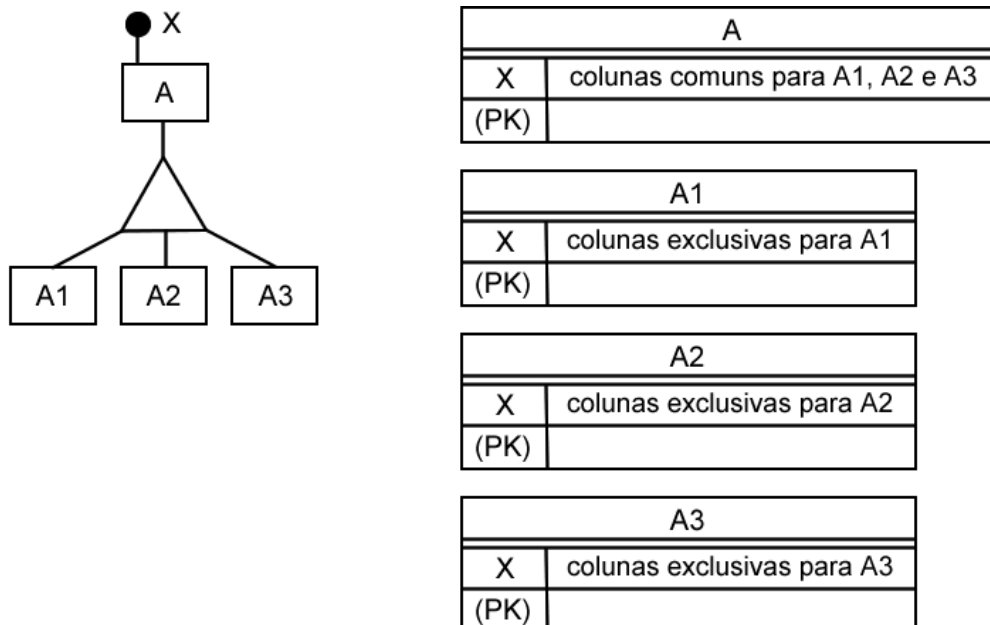 X
A
A1 A2 A3
A
X colunas comuns para A1, A2 e A3
(PK)
A1
X colunas exclusivas para A1
(PK)
A2
X colunas exclusivas para A2
(PK)
A3
X colunas exclusivas para A3
(PK)